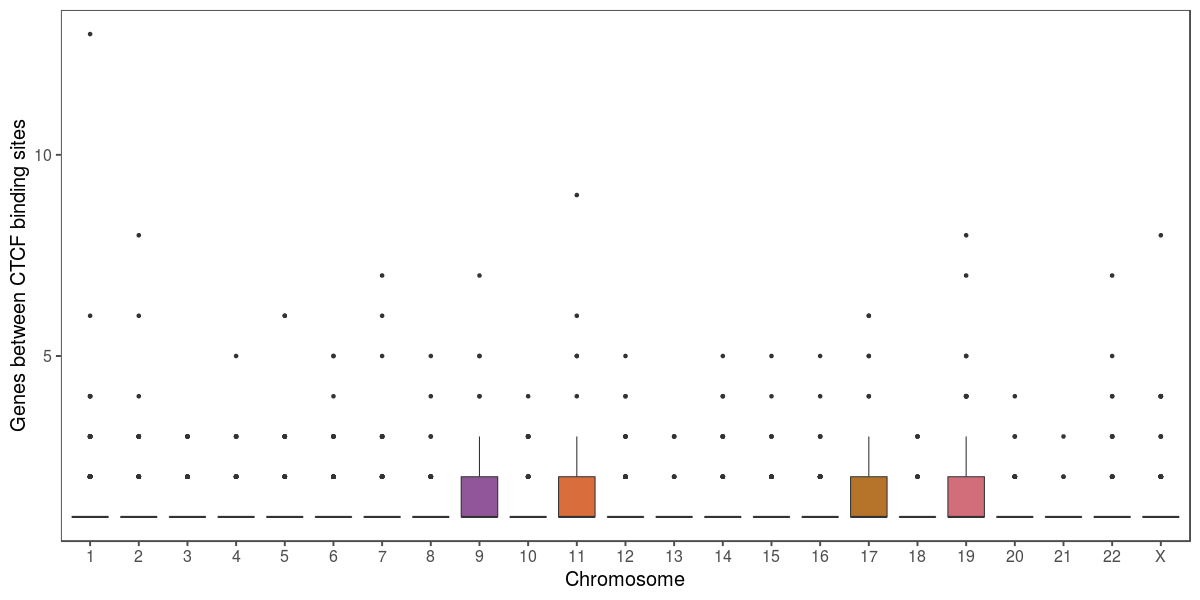 Genes between CTCF binding sites
10
5
1 2 3 4 5 6 7 8 9 10 11 12 13 14 15 16 17 18 19 20 21 22 X
Chromosome